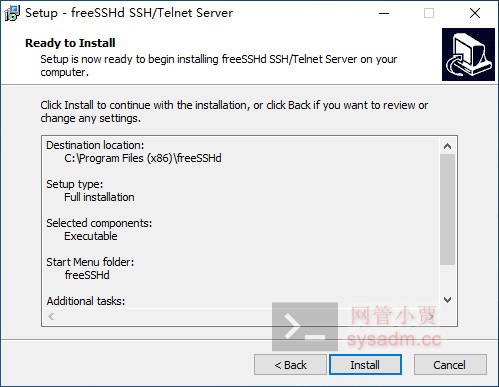 Setup - freeSSHd SSH/Telnet Server
Ready to Install
Setup is now ready to begin installing freeSSHd SSH/Telnet Server on your
computer.
Click Install to continue with the installation, or click Back if you want to review or
change any settings.
Destination location:
C:\Program Files (x86)\freeSSHd
Setup type:
Full installation
Selected components:
Executable
Start Menu folder:
freeSSHd
Additional tasks:
网管小贾
sysadm.cc
< Back
Install
Cancel